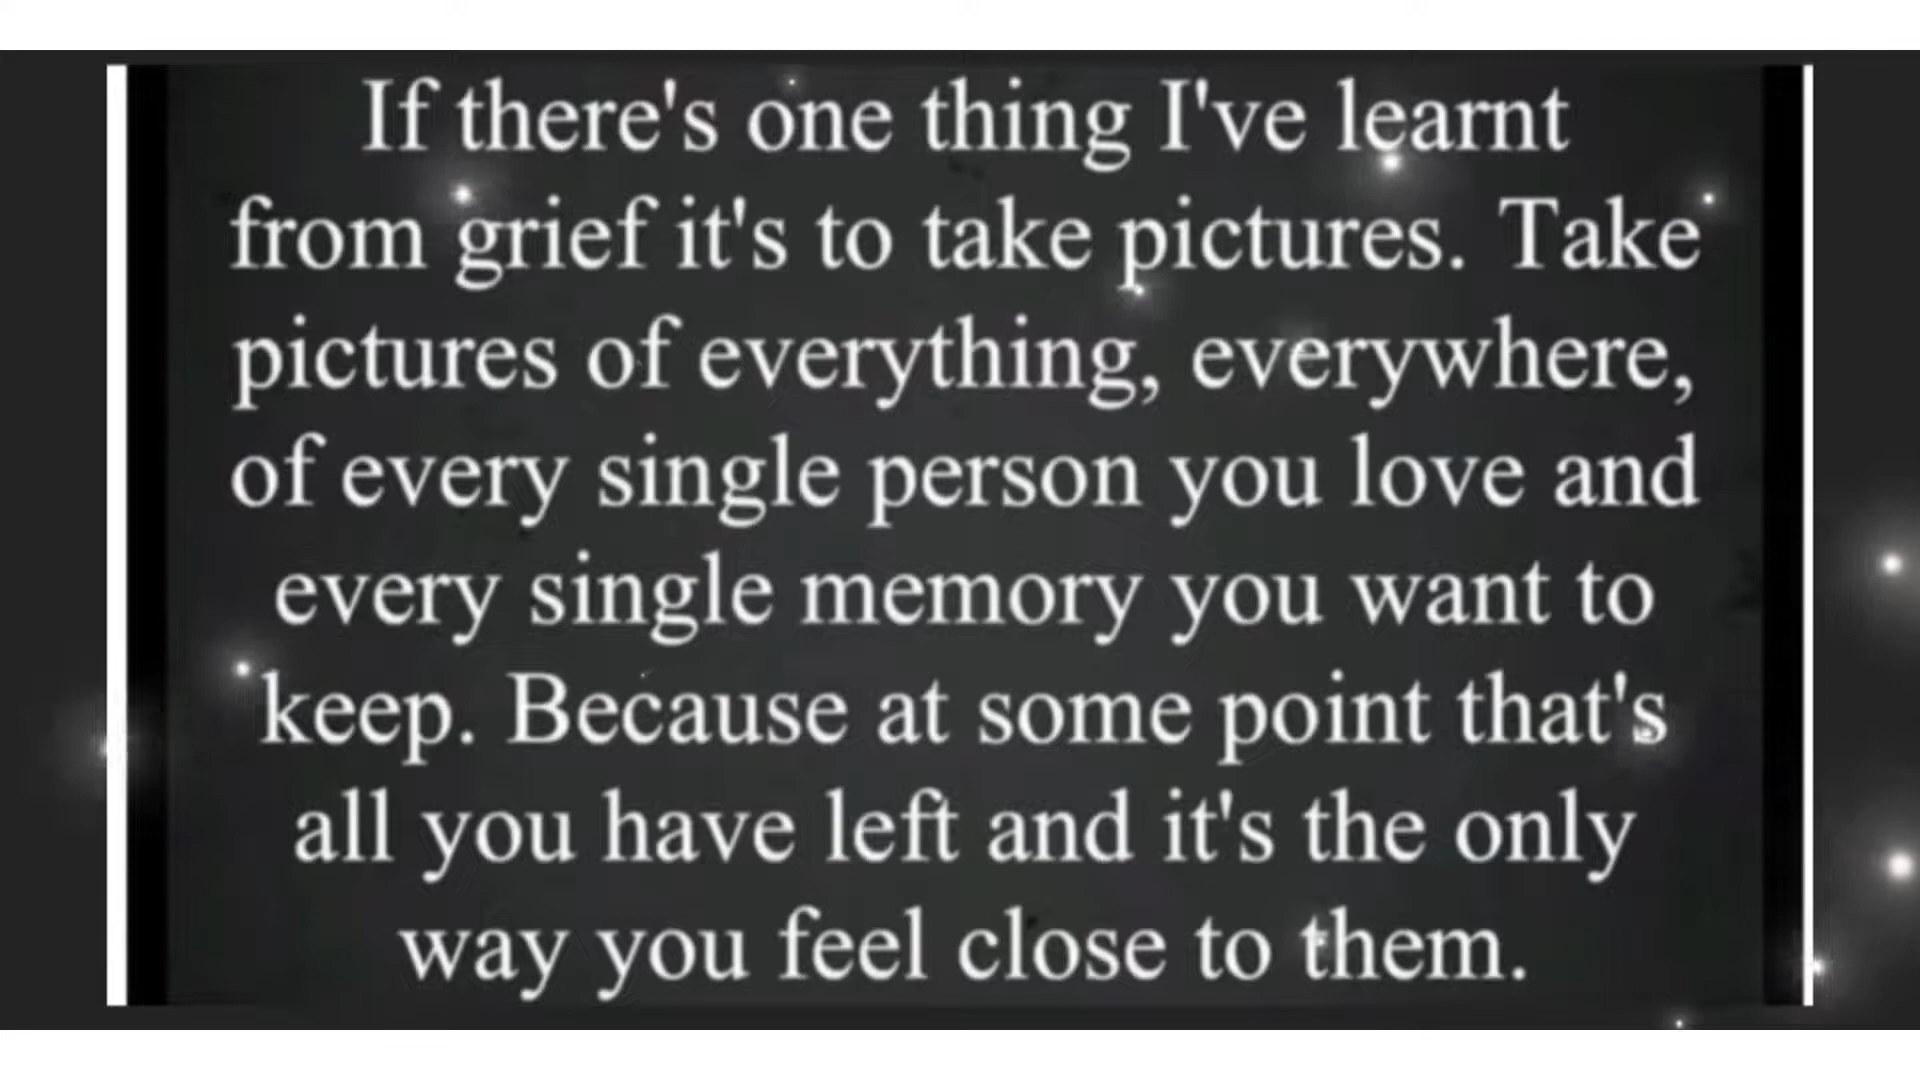 If there's one thing I've learnt
from grief it's to take pictures. Take
pictures of everything, everywhere,
of every single person you love and
every single memory you want to
keep. Because at some point that's
all you have left and it's the only
way you feel close to them.